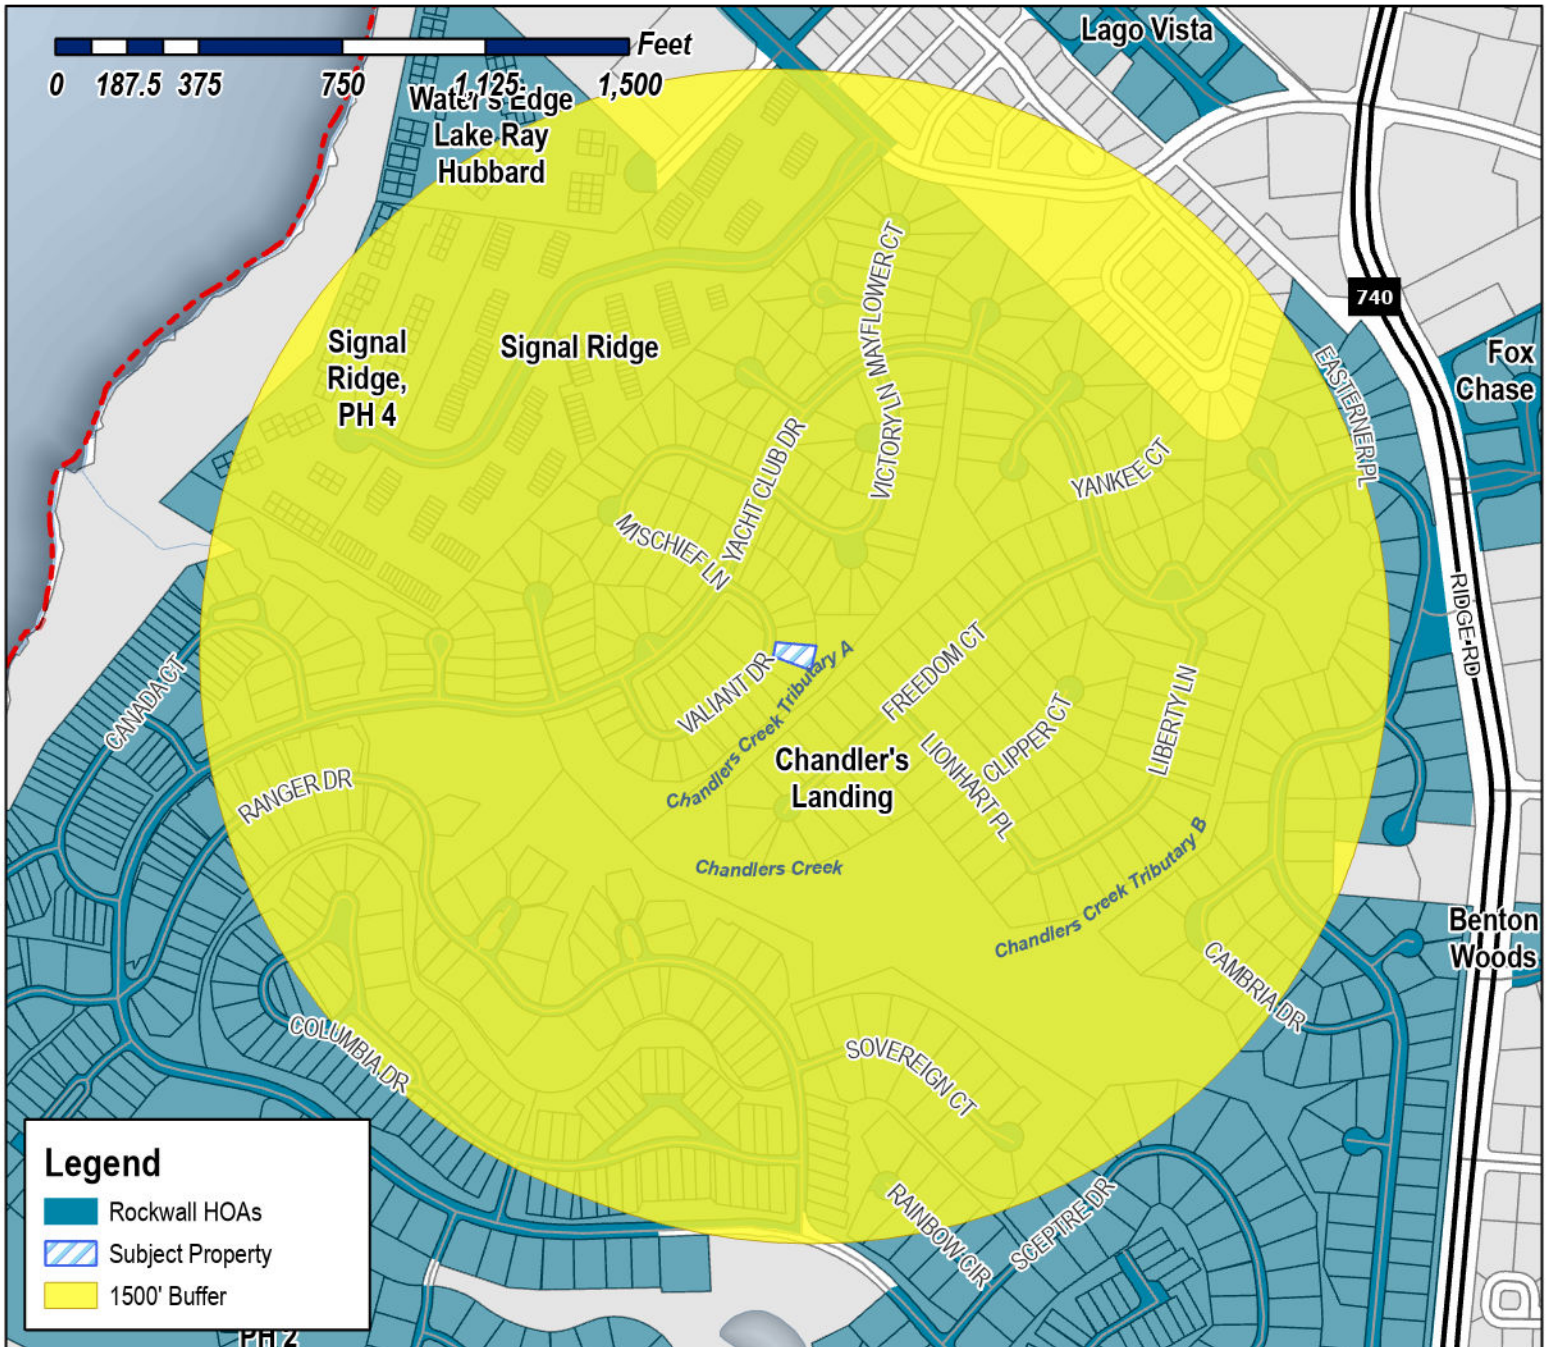 Lago Vista
Feet
0 187.5 375 750 1,125 1,500
Water's Edge
Lake Ray
Hubbard
740
Signal
Ridge,
PH 4
Signal Ridge
MAYFLOWER CT
VICTORY LN
EASTERNER PL
Fox
Chase
YACHT CLUB DR
YANKEE CT
MISCHIEF LN
RIDGE RD
CANADA CT
VALIANT DR
Chandlers Creek Tributary A
FREEDOM CT
LIBERTY LN
CLIPPER CT
LIONHART PL
Chandler's
Landing
RANGER DR
Chandlers Creek
Chandlers Creek Tributary B
Benton
Woods
CAMBRIA DR
COLUMBIA DR
SOVEREIGN CT
RAINBOW CIR
SCEPTRE DR
Legend
Rockwall HOAs
Subject Property
1500' Buffer
PH 2